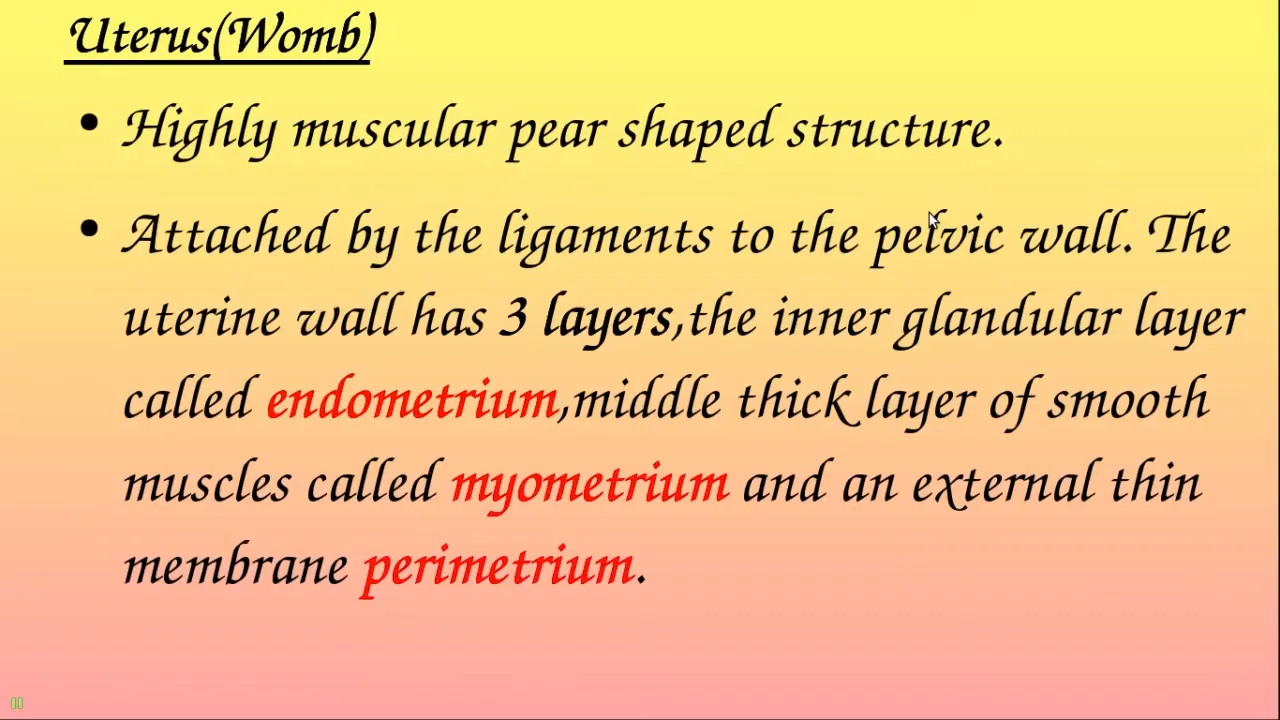 Uterus(Womb)
• Highly muscular pear shaped structure.
• Attached by the ligaments to the pelvic wall. The
uterine wall has 3 layers,the inner glandular layer
called endometrium,middle thick layer of smooth
muscles called myometrium and an external thin
membrane perimetrium.